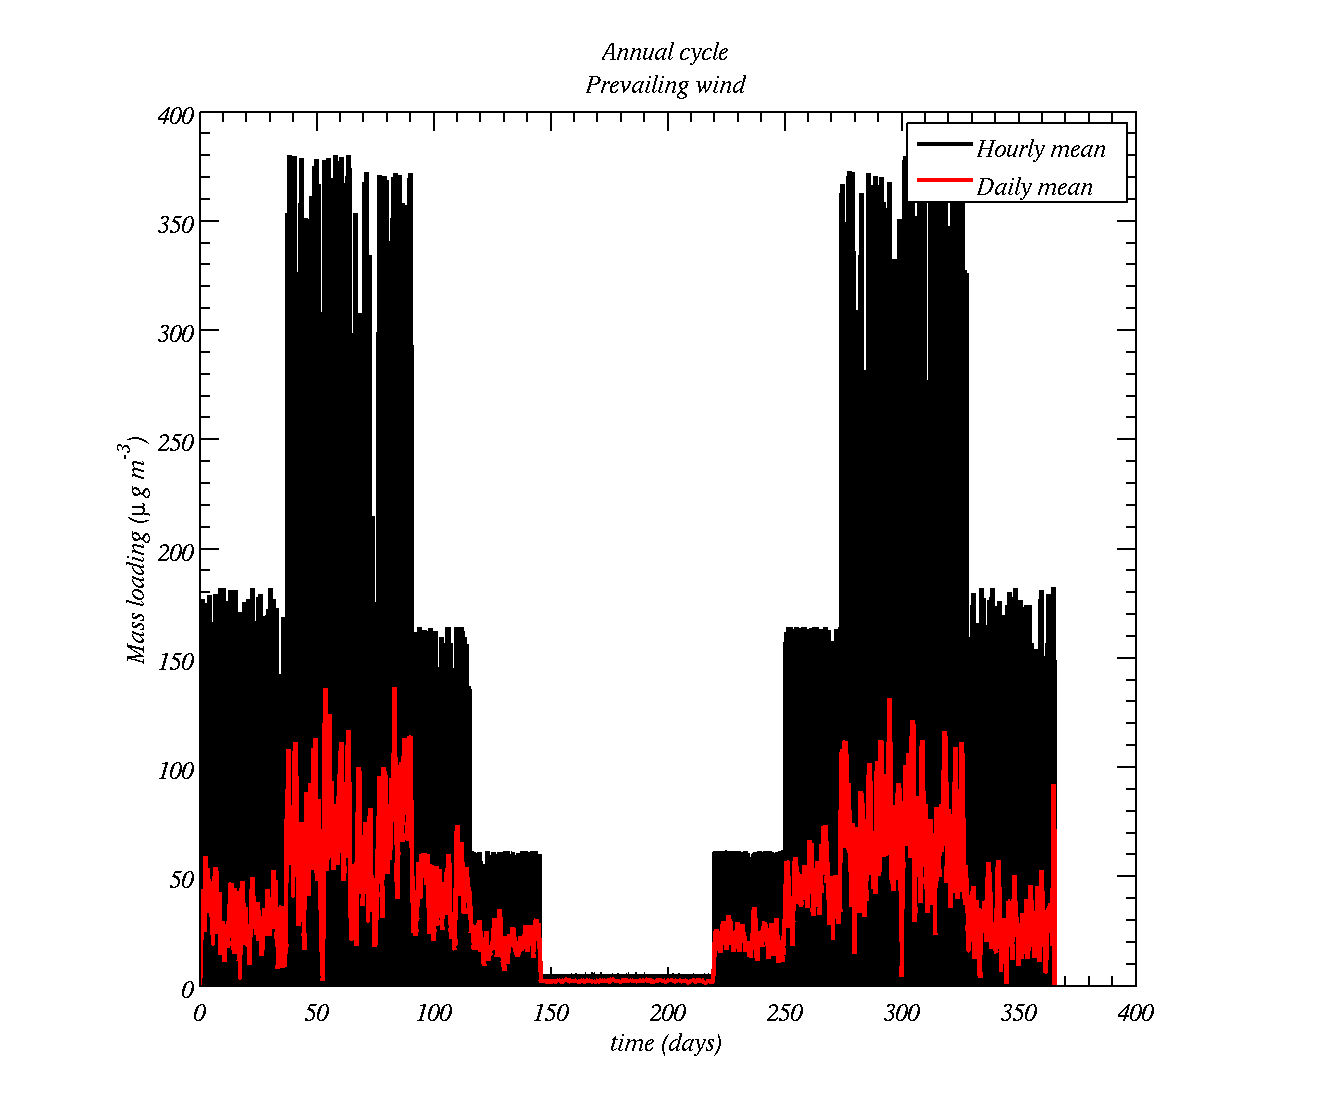 Annual cycle
Prevailing wind
400
350
300
250
200
150
100
50
0
Mass loading (μ g m⁻³)
Hourly mean
Daily mean
0 50 100 150 200 250 300 350 400
time (days)